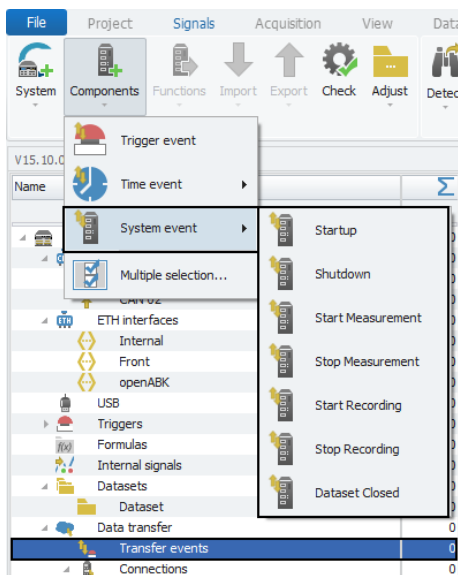 File Project Signals Acquisition View Data
System Components Functions Import Export Check Adjust Detec
Trigger event
V15.10.0
Name Time event Σ
System event Startup
Shutdown
Multiple selection...
CAN 02
ETH interfaces Start Measurement
Internal
Front Stop Measurement
openABK
USB Start Recording
Triggers
f(x) Formulas Stop Recording
Internal signals
Datasets Dataset Closed
Dataset
Data transfer 0
Transfer events 0
Connections 0